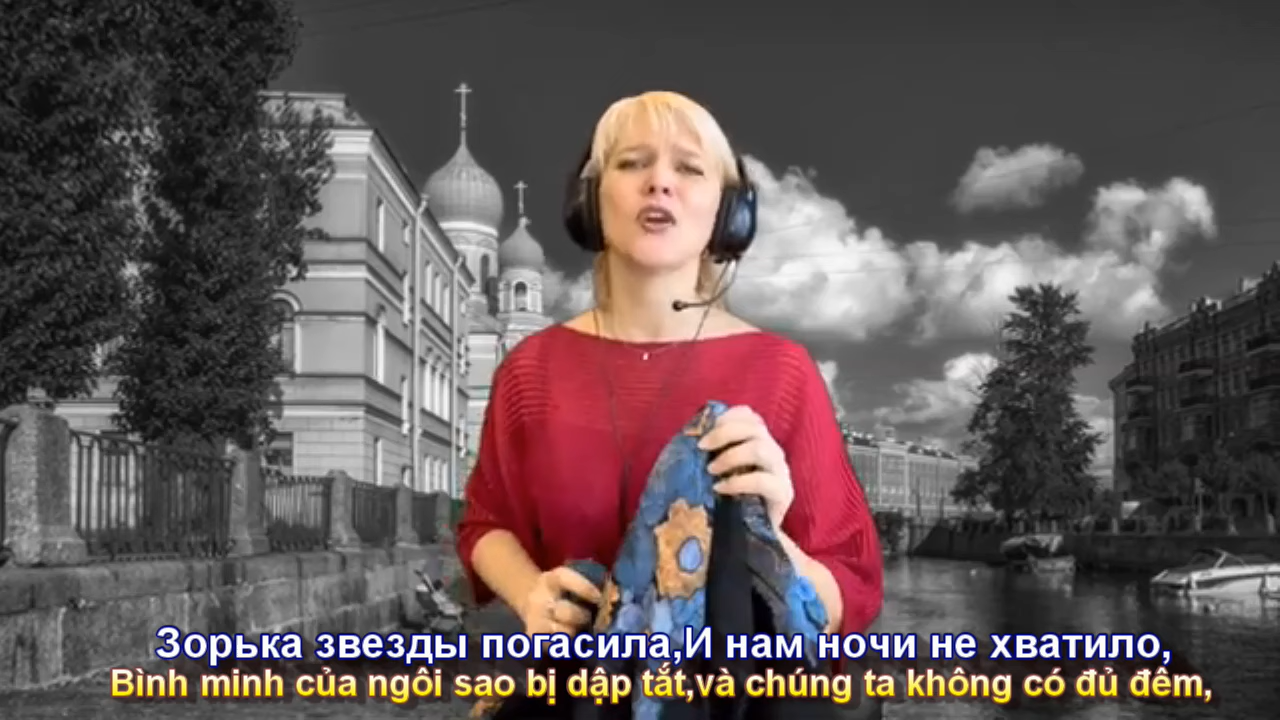 Зорька звезды погасила,И нам ночи не хватило,
Bình minh của ngôi sao bị dập tắt,và chúng ta không có đủ đêm,